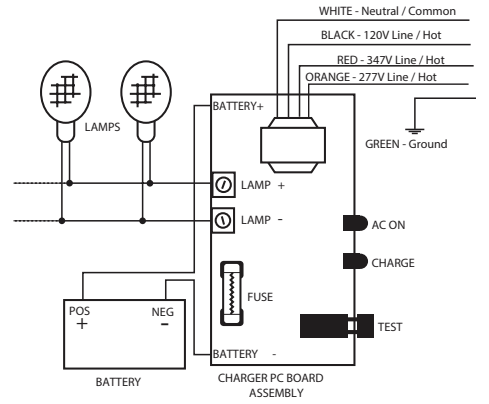 WHITE - Neutral / Common
BLACK - 120V Line / Hot
RED - 347V Line / Hot
ORANGE - 277V Line / Hot
GREEN - Ground
LAMPS
BATTERY+
LAMP +
LAMP -
AC ON
CHARGE
FUSE
TEST
POS
+
NEG
-
BATTERY
BATTERY -
CHARGER PC BOARD
ASSEMBLY